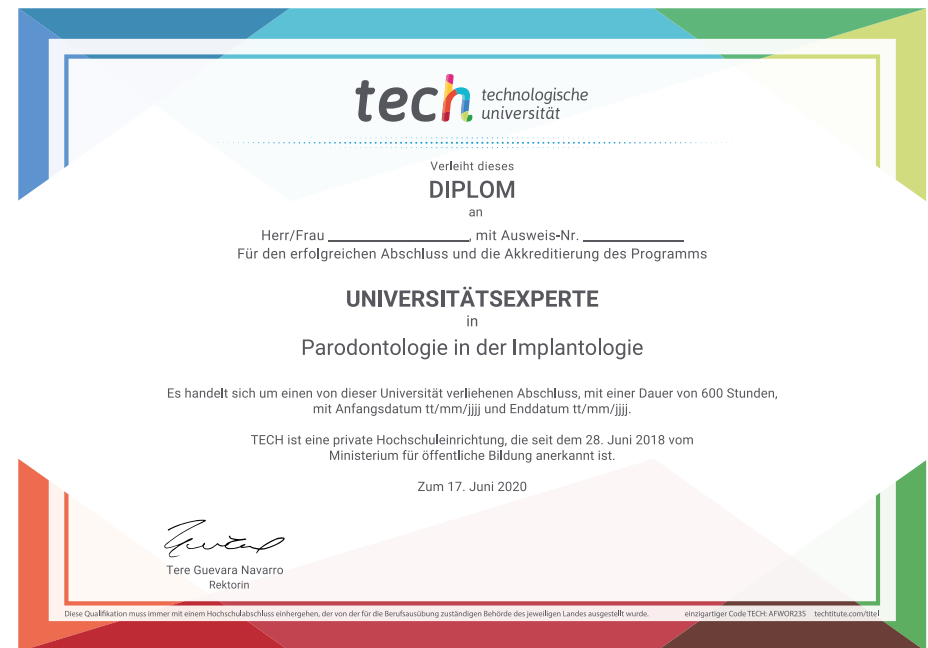 tech technologische
universität
Verleiht dieses
DIPLOM
an
Herr/Frau ____________, mit Ausweis-Nr. ____________
Für den erfolgreichen Abschluss und die Akkreditierung des Programms
UNIVERSITÄTSEXPERTE
in
Parodontologie in der Implantologie
Es handelt sich um einen von dieser Universität verliehenen Abschluss, mit einer Dauer von 600 Stunden,
mit Anfangsdatum tt/mm/jjjj und Enddatum tt/mm/jjjj.
TECH ist eine private Hochschuleinrichtung, die seit dem 28. Juni 2018 vom
Ministerium für öffentliche Bildung anerkannt ist.
Zum 17. Juni 2020
Tere Guevara Navarro
Rektorin
Diese Qualifikation muss immer mit einem Hochschulabschluss einhergehen, der von der für die Berufsausübung zuständigen Behörde des jeweiligen Landes ausgestellt wurde. einzigartiger Code TECH: AFWOR23S techtitute.com/titel